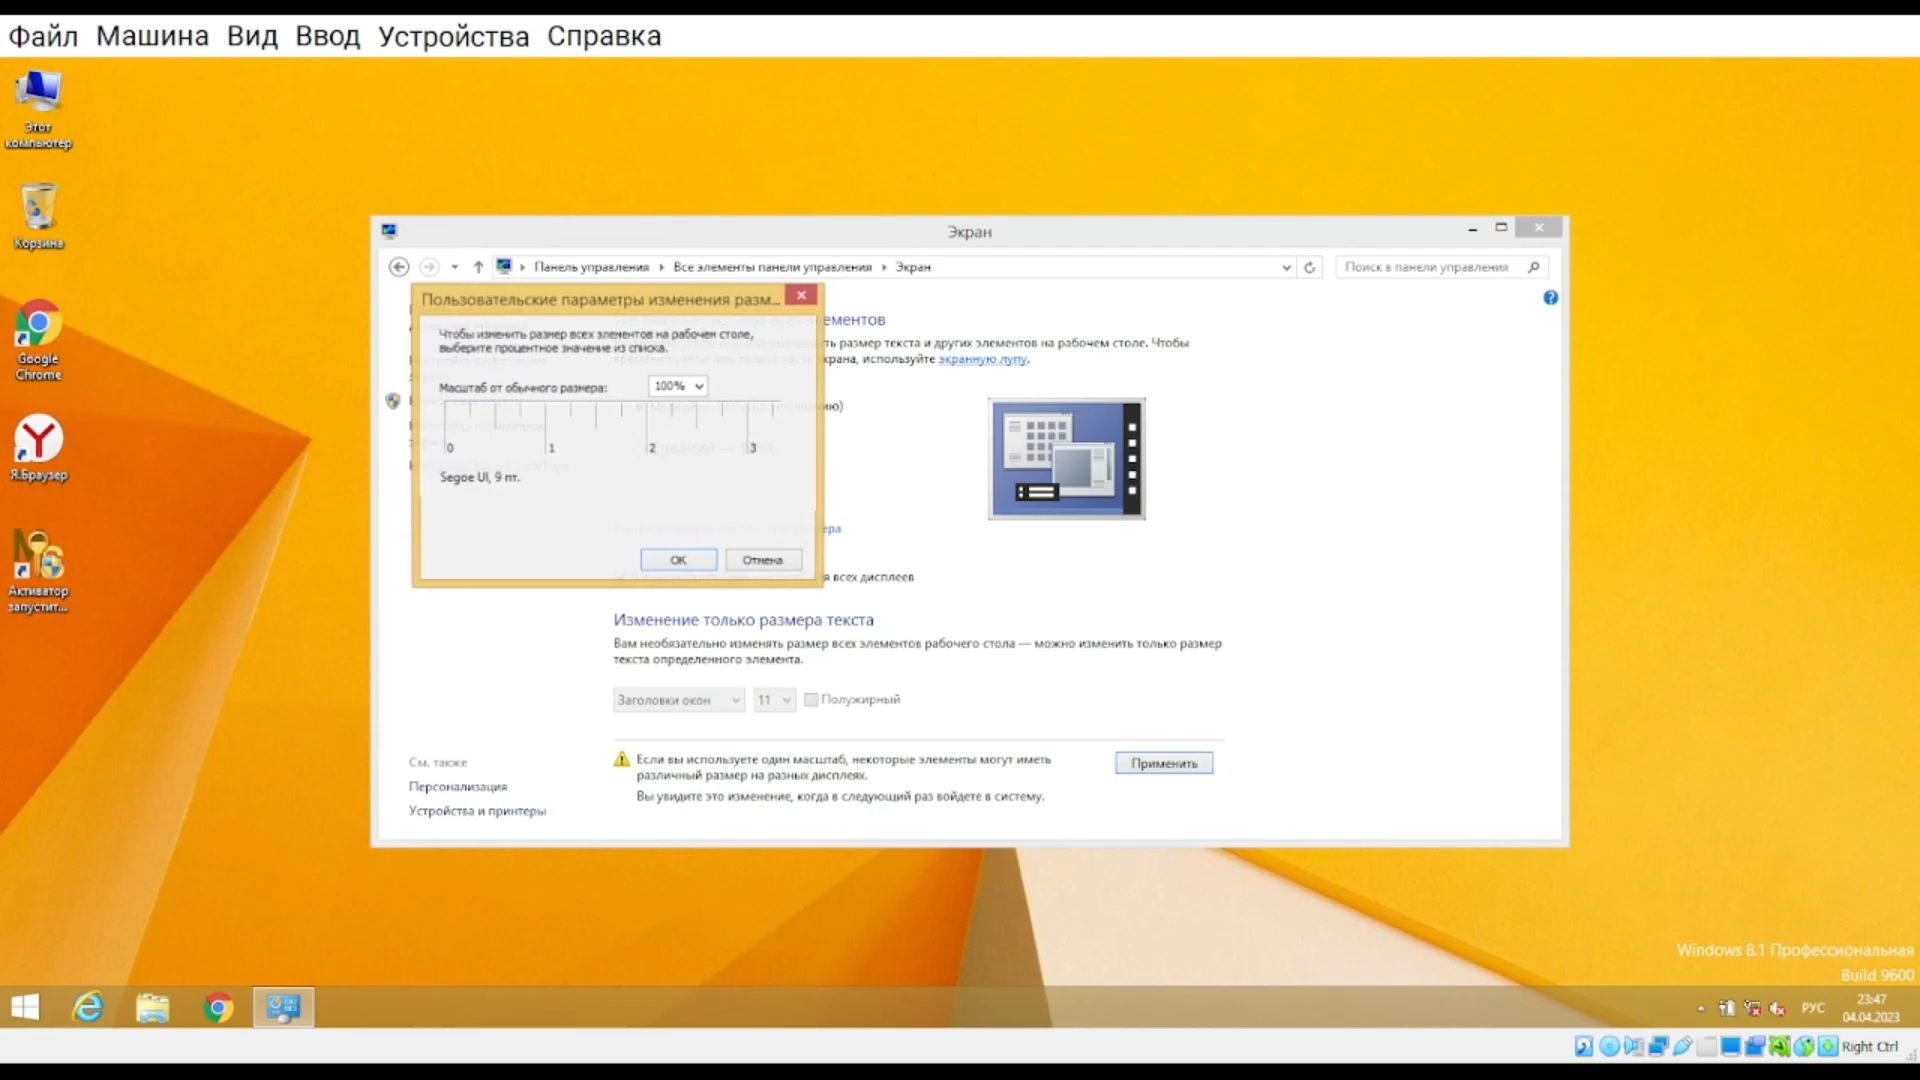 Файл Машина Вид Ввод Устройства Справка
Этот
компьютер
Корзина
Google
Chrome
Я.Браузер
Активатор
запустит...
Экран
Панель управления Все элементы панели управления Экран
Поиск в панели управления
Пользовательские параметры изменения разм...
Чтобы изменить размер всех элементов на рабочем столе,
выберите процентное значение из списка.
Масштаб от обычного размера: 100%
0 1 2 3
Segoe UI, 9 пт.
OK Отмена
ементов
ь размер текста и других элементов на рабочем столе. Чтобы
крана, используйте экранную лупу.
ию)
ера
я всех дисплеев
Изменение только размера текста
Вам необязательно изменять размер всех элементов рабочего стола — можно изменить только размер
текста определенного элемента.
Заголовки окон 11 Полужирный
Если вы используете один масштаб, некоторые элементы могут иметь
различный размер на разных дисплеях.
Вы увидите это изменение, когда в следующий раз войдете в систему.
Применить
См. также
Персонализация
Устройства и принтеры
Windows 8.1 Профессиональная
Build 9600
РУС
23:47
04.04.2023
Right Ctrl